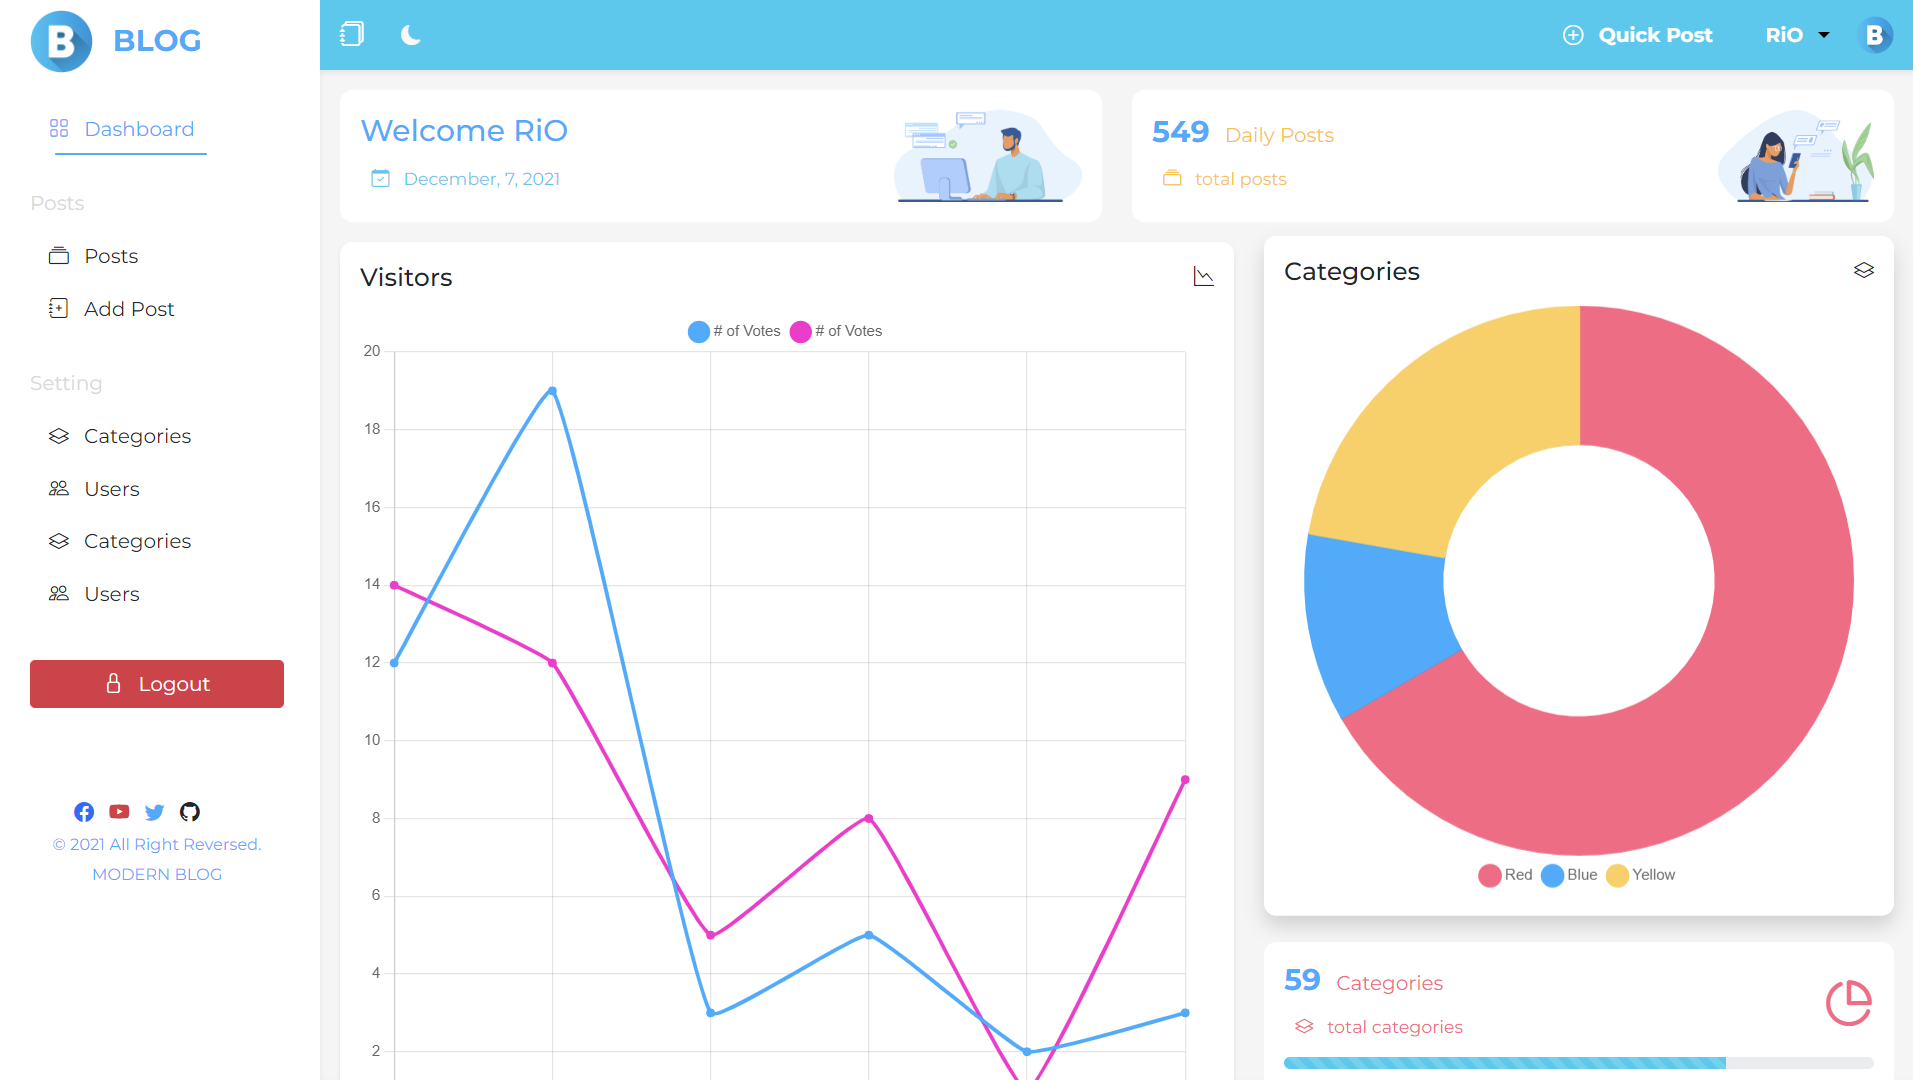 B BLOG
Dashboard
Posts
Posts
Add Post
Setting
Categories
Users
Categories
Users
Logout
© 2021 All Right Reversed.
MODERN BLOG
Quick Post
RiO
B
Welcome RiO
December, 7, 2021
549 Daily Posts
total posts
Visitors
# of Votes # of Votes
20
18
16
14
12
10
8
6
4
2
Categories
Red Blue Yellow
59 Categories
total categories